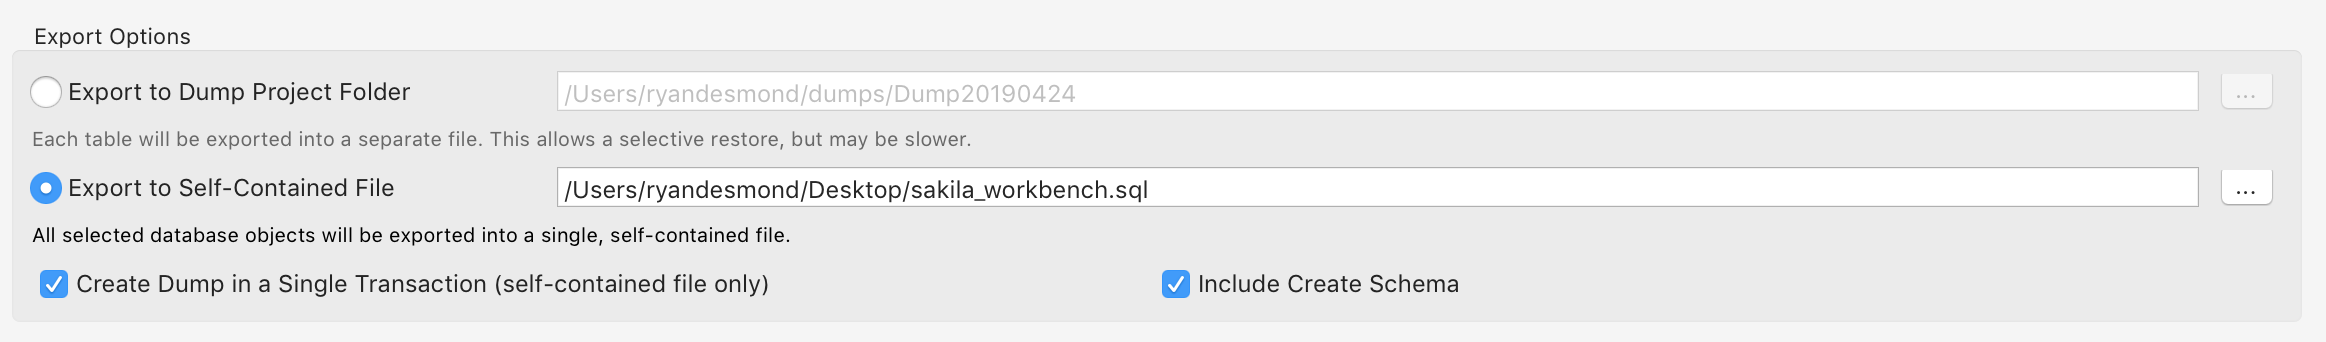 Export Options
Export to Dump Project Folder /Users/ryandesmond/dumps/Dump20190424 ...
Each table will be exported into a separate file. This allows a selective restore, but may be slower.
Export to Self-Contained File /Users/ryandesmond/Desktop/sakila_workbench.sql ...
All selected database objects will be exported into a single, self-contained file.
Create Dump in a Single Transaction (self-contained file only) Include Create Schema